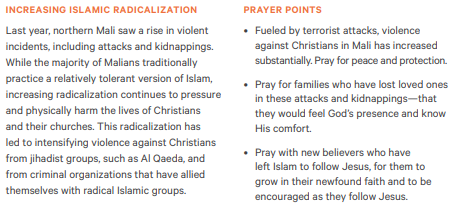 INCREASING ISLAMIC RADICALIZATION
Last year, northern Mali saw a rise in violent
incidents, including attacks and kidnappings.
While the majority of Malians traditionally
practice a relatively tolerant version of Islam,
increasing radicalization continues to pressure
and physically harm the lives of Christians
and their churches. This radicalization has
led to intensifying violence against Christians
from jihadist groups, such as Al Qaeda, and
from criminal organizations that have allied
themselves with radical Islamic groups.
PRAYER POINTS
• Fueled by terrorist attacks, violence
against Christians in Mali has increased
substantially. Pray for peace and protection.
• Pray for families who have lost loved ones
in these attacks and kidnappings—that
they would feel God's presence and know
His comfort.
• Pray with new believers who have
left Islam to follow Jesus, for them to
grow in their newfound faith and to be
encouraged as they follow Jesus.